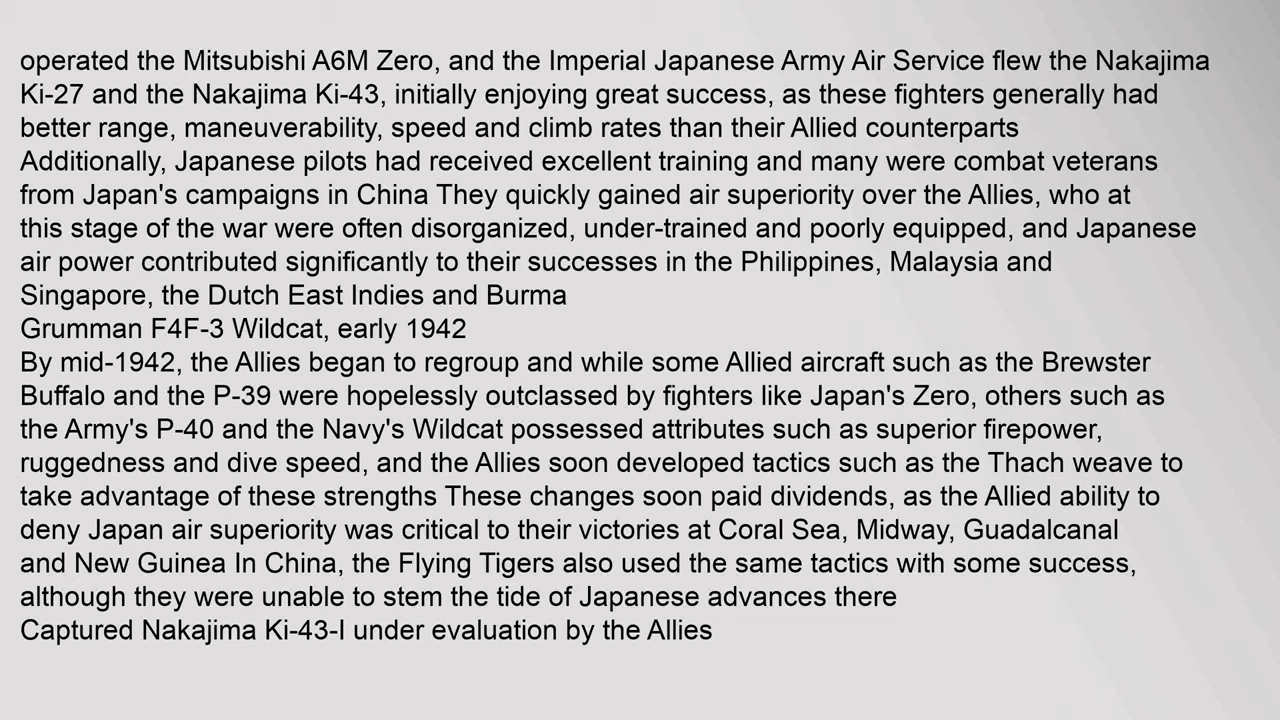 operated the Mitsubishi A6M Zero, and the Imperial Japanese Army Air Service flew the Nakajima
Ki-27 and the Nakajima Ki-43, initially enjoying great success, as these fighters generally had
better range, maneuverability, speed and climb rates than their Allied counterparts
Additionally, Japanese pilots had received excellent training and many were combat veterans
from Japan's campaigns in China They quickly gained air superiority over the Allies, who at
this stage of the war were often disorganized, under-trained and poorly equipped, and Japanese
air power contributed significantly to their successes in the Philippines, Malaysia and
Singapore, the Dutch East Indies and Burma
Grumman F4F-3 Wildcat, early 1942
By mid-1942, the Allies began to regroup and while some Allied aircraft such as the Brewster
Buffalo and the P-39 were hopelessly outclassed by fighters like Japan's Zero, others such as
the Army's P-40 and the Navy's Wildcat possessed attributes such as superior firepower,
ruggedness and dive speed, and the Allies soon developed tactics such as the Thach weave to
take advantage of these strengths These changes soon paid dividends, as the Allied ability to
deny Japan air superiority was critical to their victories at Coral Sea, Midway, Guadalcanal
and New Guinea In China, the Flying Tigers also used the same tactics with some success,
although they were unable to stem the tide of Japanese advances there
Captured Nakajima Ki-43-I under evaluation by the Allies